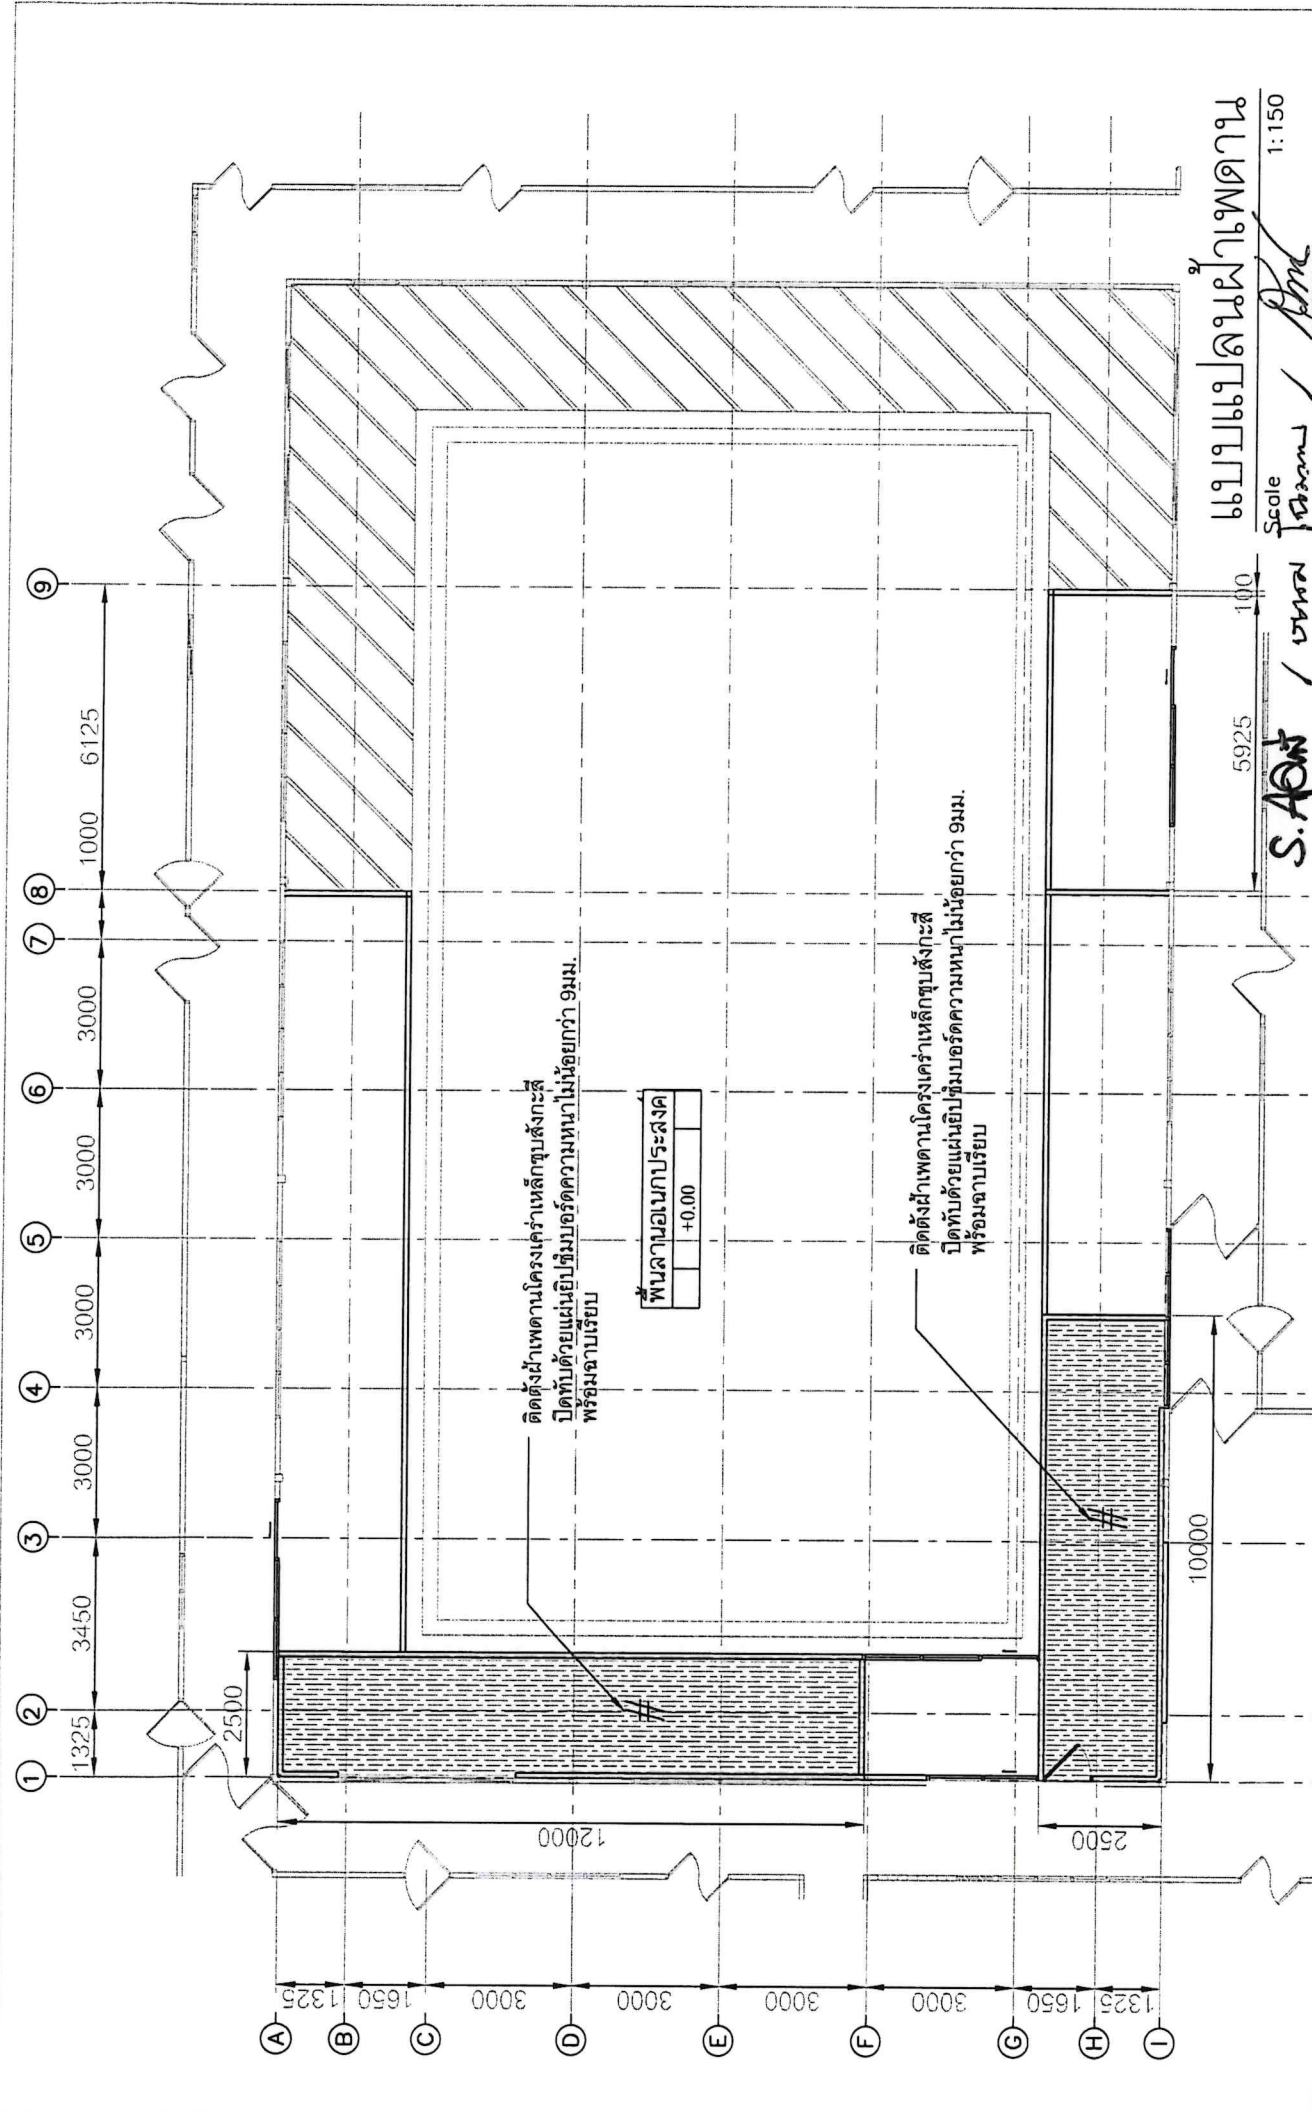 แบบแปลนฝ้าเพดาน
Scale 1:150
1 2 3 4 5 6 7 8 9
1325 3450 3000 3000 3000 3000 1000 6125
2500
A B C D E F G H I
1325 1650 3000 3000 3000 3000 1650 1325
12000
2500
ติดตั้งฝ้าเพดานโครงเคร่าเหล็กชุบสังกะสี
ปิดทับด้วยแผ่นยิปซัมบอร์ดความหนาไม่น้อยกว่า 9มม.
พร้อมฉาบเรียบ
พื้นลานอเนกประสงค์
+0.00
ติดตั้งฝ้าเพดานโครงเคร่าเหล็กชุบสังกะสี
ปิดทับด้วยแผ่นยิปซัมบอร์ดความหนาไม่น้อยกว่า 9มม.
พร้อมฉาบเรียบ
10000
5925 100